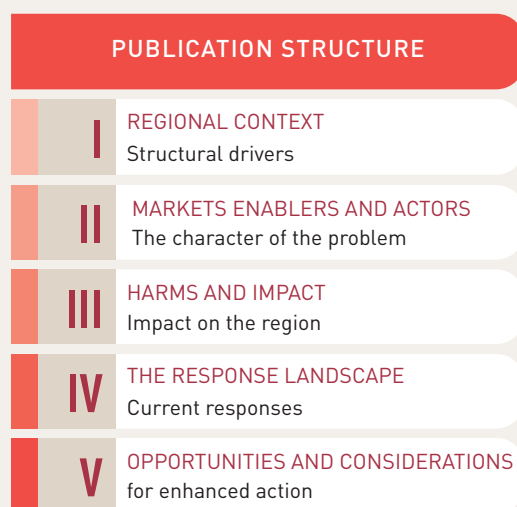 PUBLICATION STRUCTURE
I
REGIONAL CONTEXT
Structural drivers
II
MARKETS ENABLERS AND ACTORS
The character of the problem
III
HARMS AND IMPACT
Impact on the region
IV
THE RESPONSE LANDSCAPE
Current responses
V
OPPORTUNITIES AND CONSIDERATIONS
for enhanced action